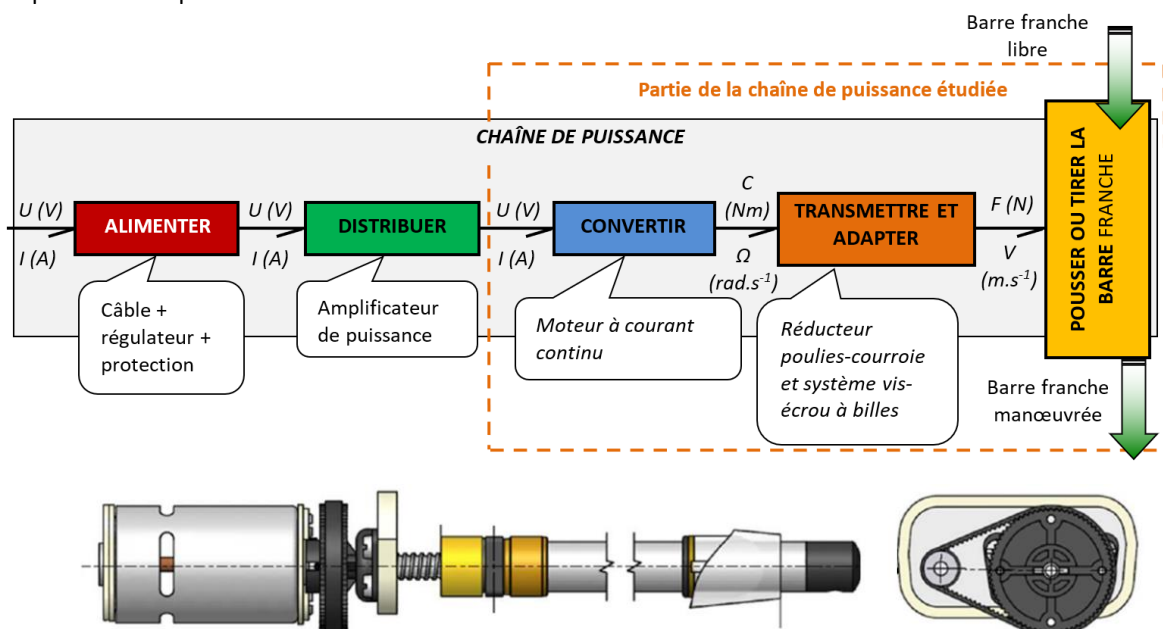 Barre franche
libre
Partie de la chaîne de puissance étudiée
CHAÎNE DE PUISSANCE
U (V)
I (A)
ALIMENTER
U (V)
I (A)
DISTRIBUER
U (V)
I (A)
CONVERTIR
C
(Nm)
Ω
(rad.s⁻¹)
TRANSMETTRE ET
ADAPTER
F (N)
V
(m.s⁻¹)
POUSSER OU TIRER LA
BARRE FRANCHE
Câble +
régulateur +
protection
Amplificateur
de puissance
Moteur à courant
continu
Réducteur
poulies-courroie
et système vis-
écrou à billes
Barre franche
manœuvrée